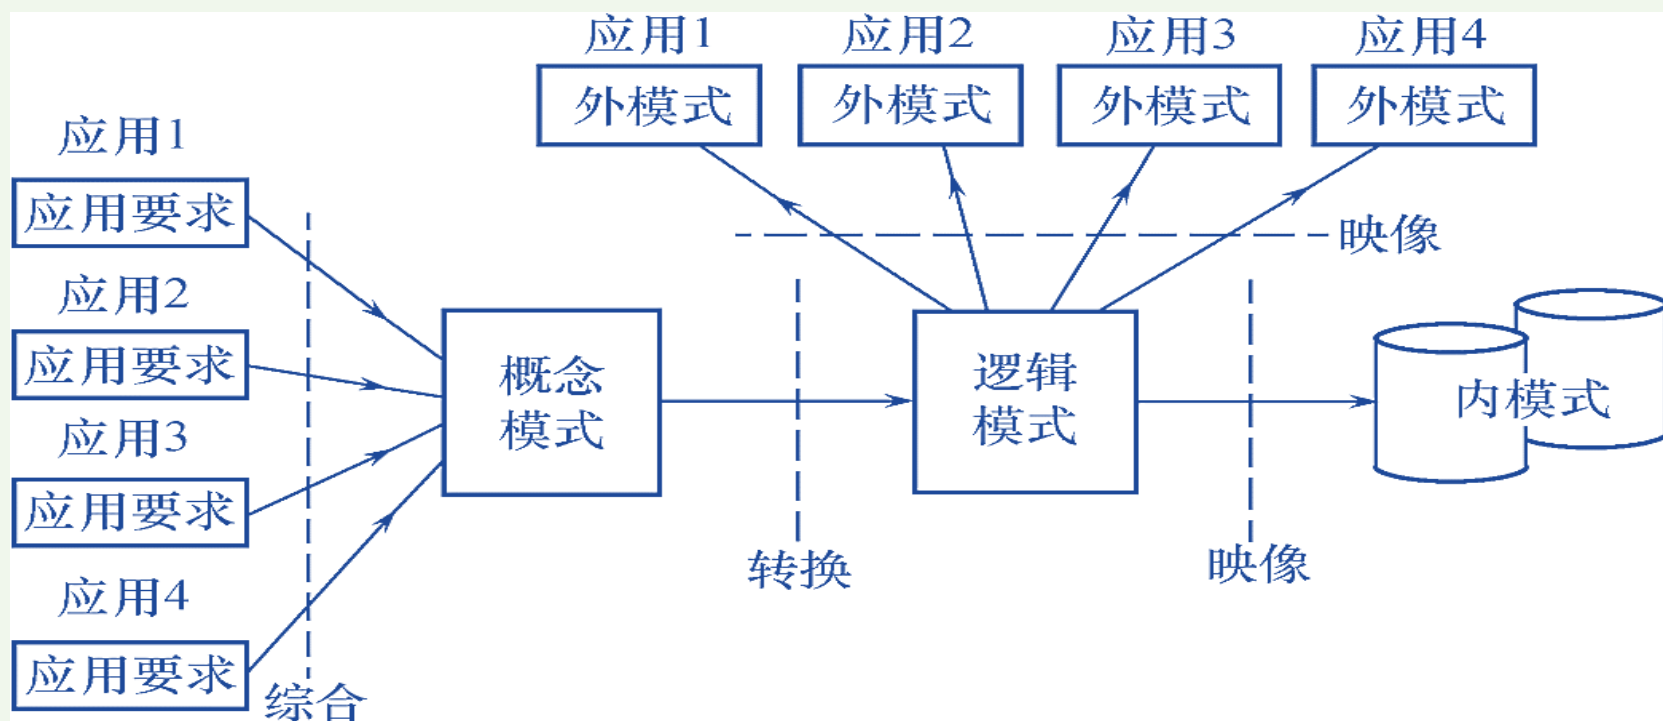 应用1
应用2
应用3
应用4
外模式
外模式
外模式
外模式
映像
应用1
应用要求
应用2
应用要求
应用3
应用要求
应用4
应用要求
综合
概念
模式
转换
逻辑
模式
映像
内模式